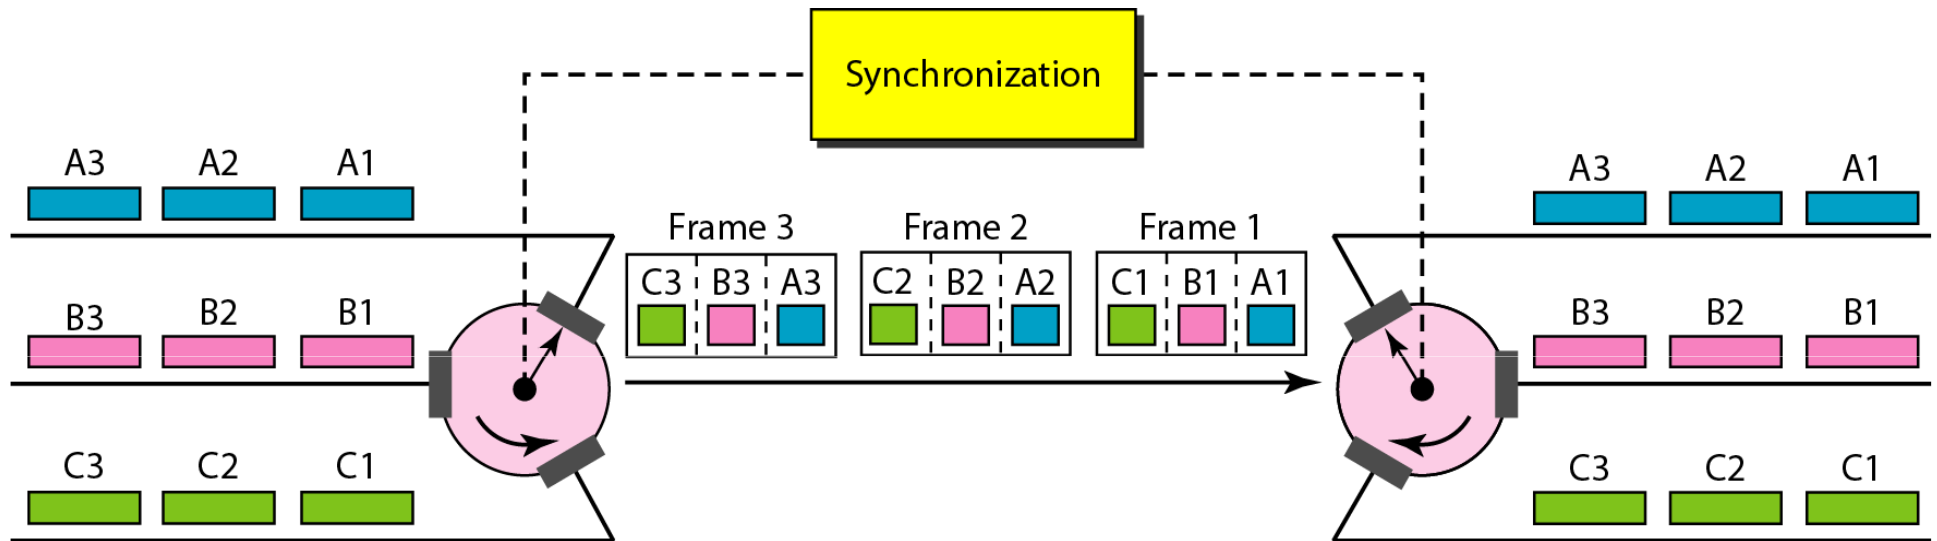 Synchronization
A3 A2 A1
A3 A2 A1
Frame 3 Frame 2 Frame 1
C3 B3 A3 C2 B2 A2 C1 B1 A1
B3 B2 B1
B3 B2 B1
C3 C2 C1
C3 C2 C1